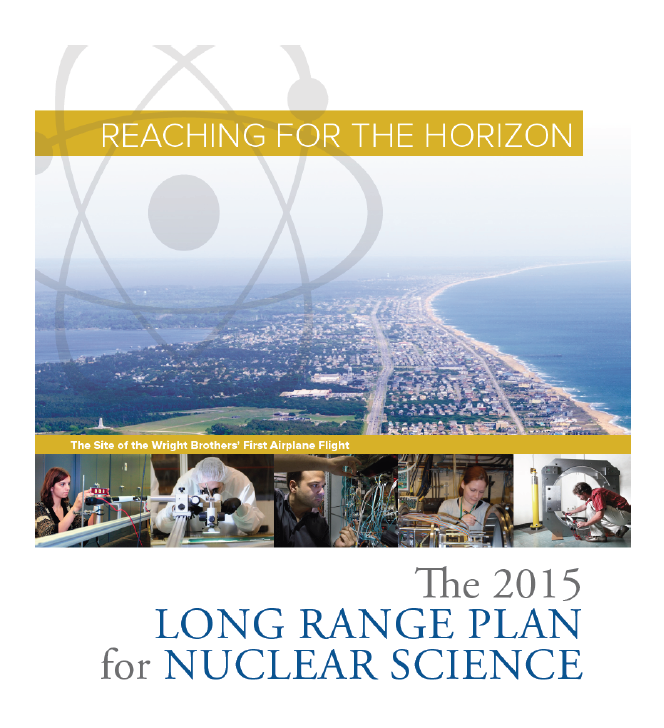 REACHING FOR THE HORIZON
The Site of the Wright Brothers' First Airplane Flight
The 2015
LONG RANGE PLAN
for NUCLEAR SCIENCE